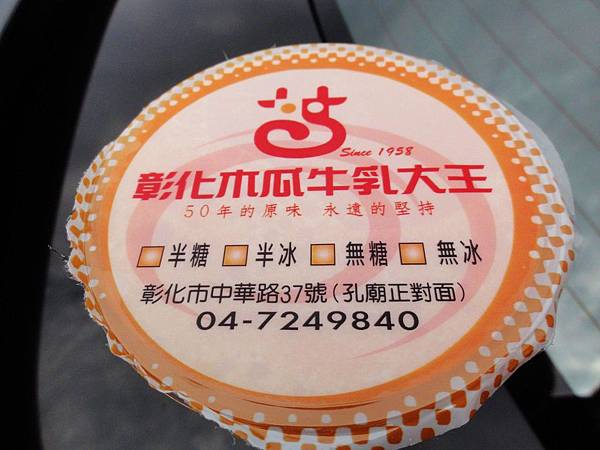 Since 1958
彰化木瓜牛乳大王
50年的原味 永遠的堅持
半糖 半冰 無糖 無冰
彰化市中華路37號(孔廟正對面)
04-7249840